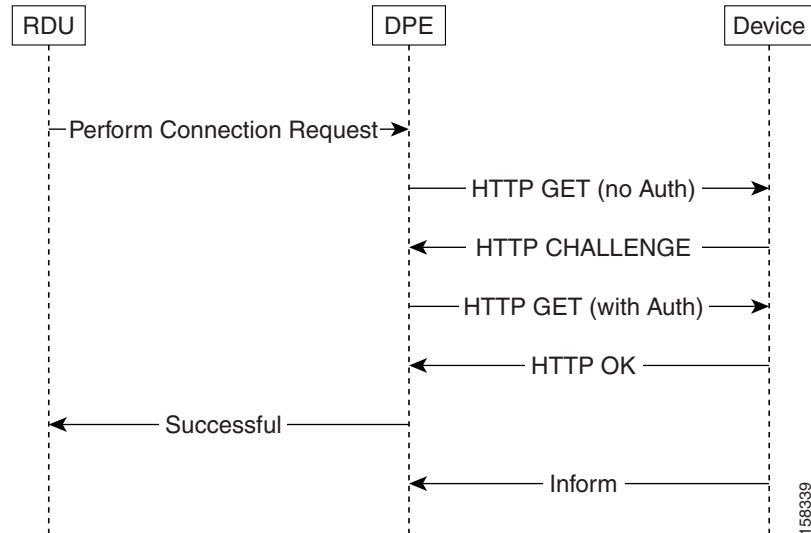 RDU
DPE
Device
Perform Connection Request
HTTP GET (no Auth)
HTTP CHALLENGE
HTTP GET (with Auth)
HTTP OK
Successful
Inform
158339